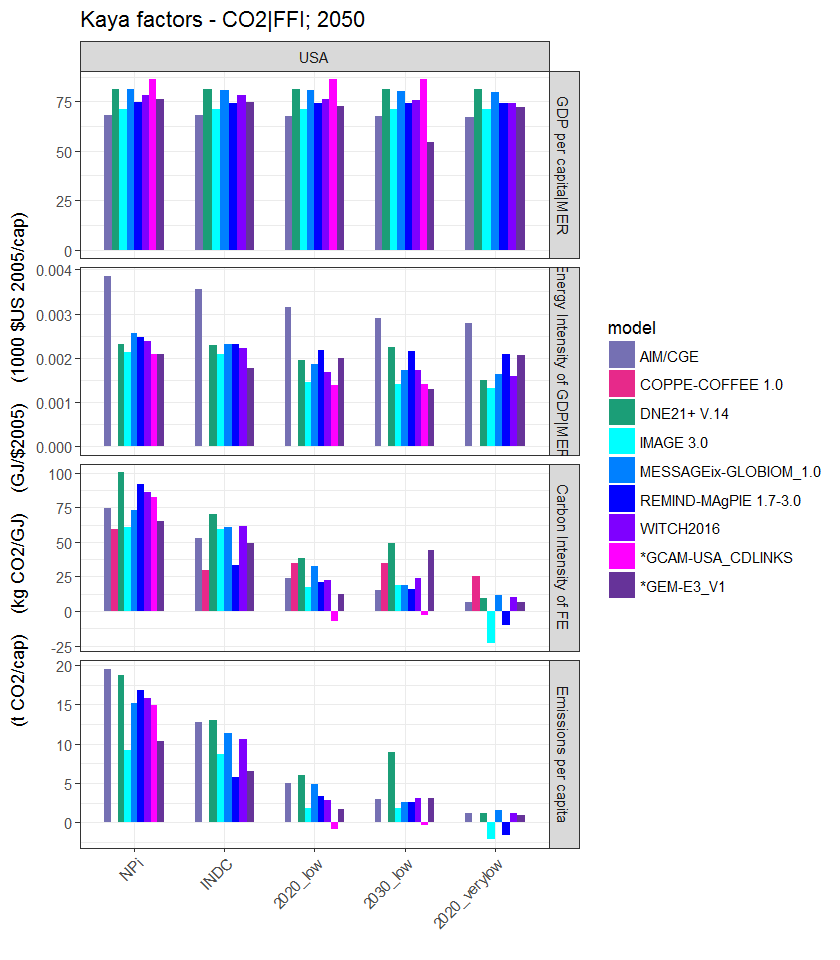 Kaya factors - CO2|FFI; 2050
USA
(t CO2/cap) (kg CO2/GJ) (GJ/$2005) (1000 $US 2005/cap)
75
50
25
0
GDP per capita|MER
0.004
0.003
0.002
0.001
0.000
Energy Intensity of GDP|MER
100
75
50
25
0
-25
Carbon Intensity of FE
20
15
10
5
0
Emissions per capita
NPi
INDC
2020_low
2030_low
2020_verylow
model
AIM/CGE
COPPE-COFFEE 1.0
DNE21+ V.14
IMAGE 3.0
MESSAGEix-GLOBIOM_1.0
REMIND-MAgPIE 1.7-3.0
WITCH2016
*GCAM-USA_CDLINKS
*GEM-E3_V1